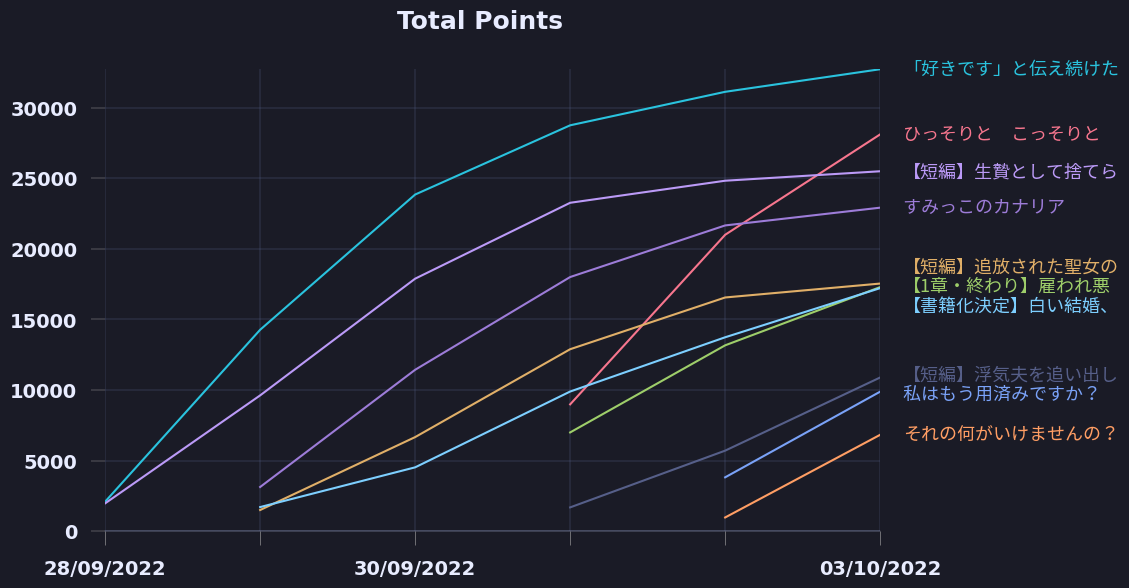 Total Points
30000
25000
20000
15000
10000
5000
0
28/09/2022
30/09/2022
03/10/2022
「好きです」と伝え続けた
ひっそりと　こっそりと
【短編】生贄として捨てら
すみっこのカナリア
【短編】追放された聖女の
【1章・終わり】雇われ悪
【書籍化決定】白い結婚、
【短編】浮気夫を追い出し
私はもう用済みですか？
それの何がいけませんの？